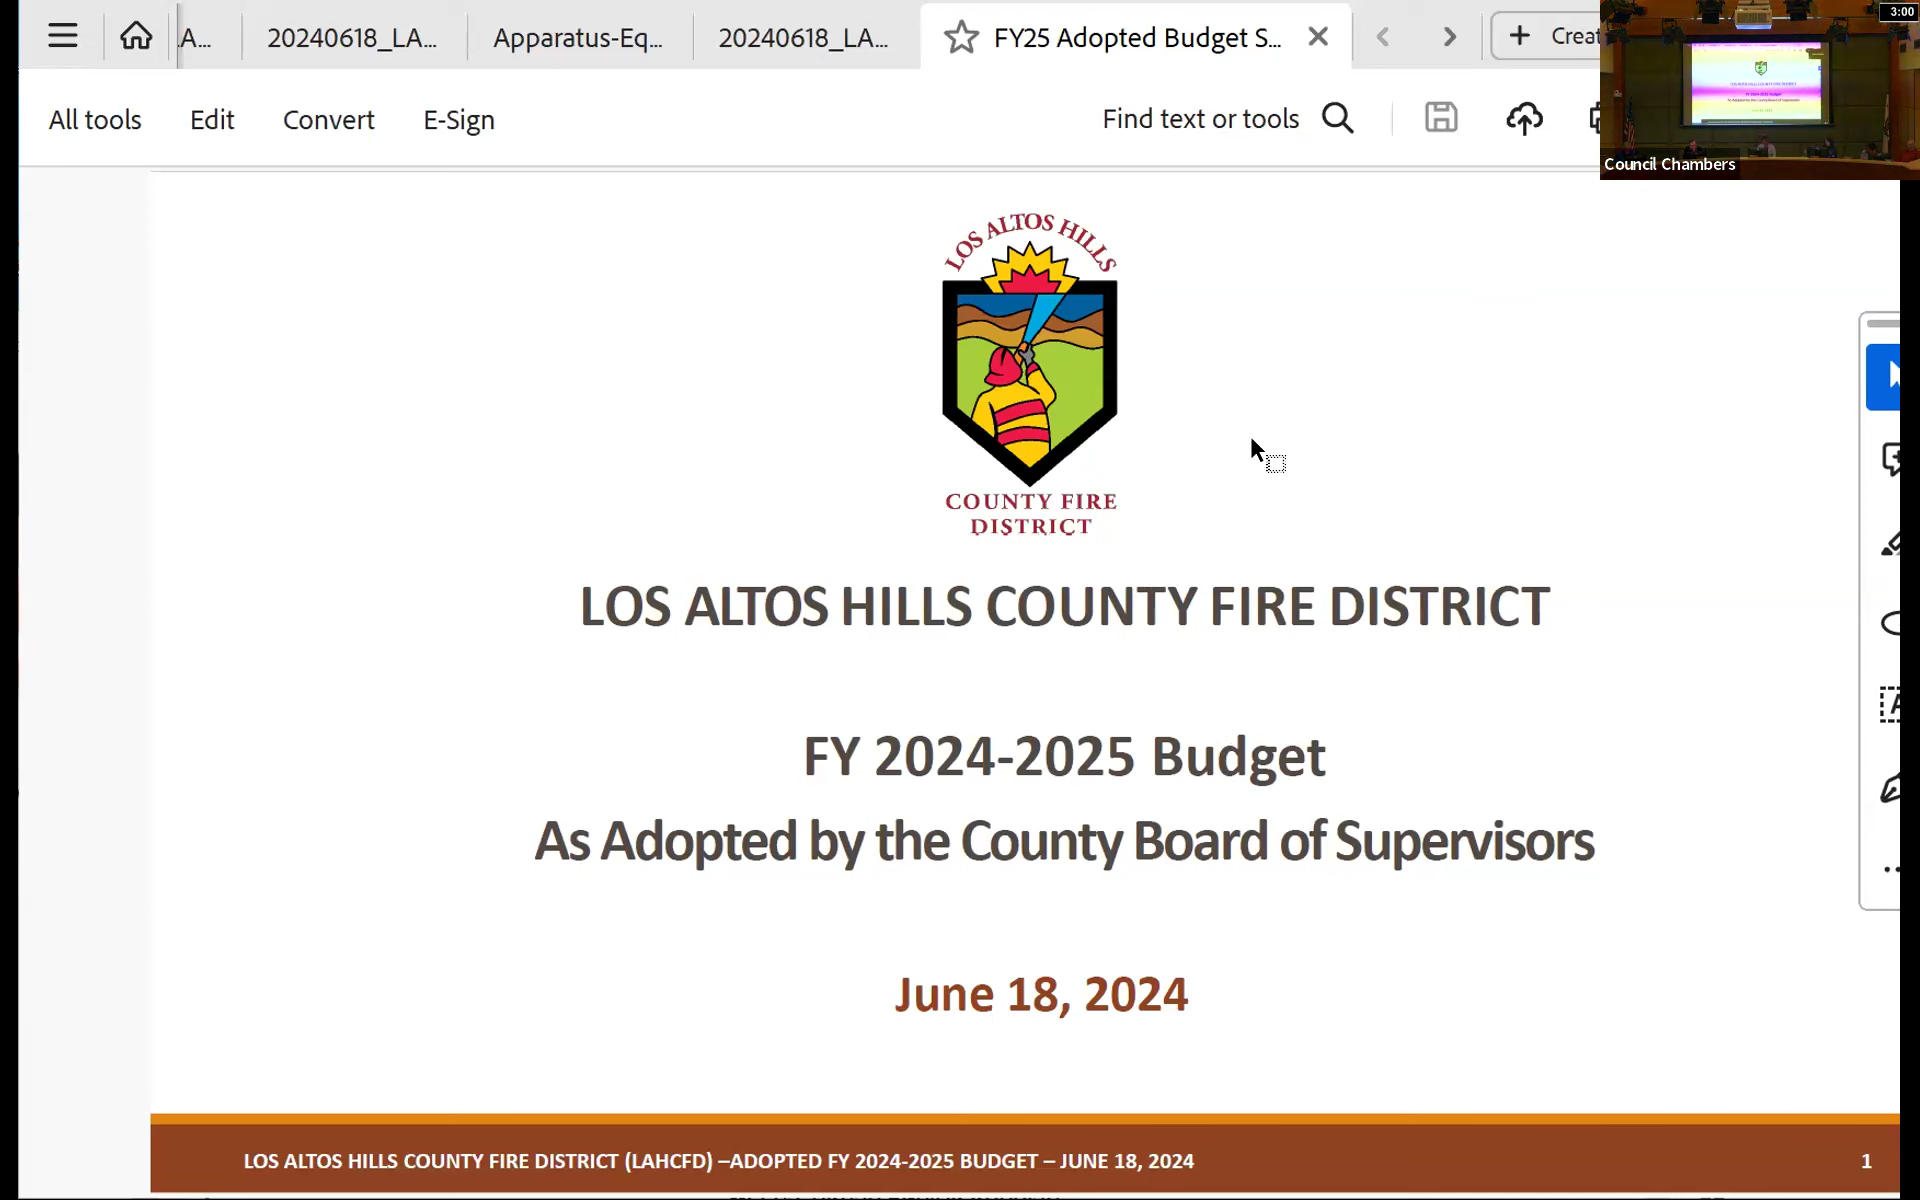 .A...
20240618_LA...
Apparatus-Eq...
20240618_LA...
FY25 Adopted Budget S...
Creat
3:00
All tools
Edit
Convert
E-Sign
Find text or tools
Council Chambers
LOS ALTOS HILLS
COUNTY FIRE
DISTRICT
LOS ALTOS HILLS COUNTY FIRE DISTRICT
FY 2024-2025 Budget
As Adopted by the County Board of Supervisors
June 18, 2024
LOS ALTOS HILLS COUNTY FIRE DISTRICT (LAHCFD) –ADOPTED FY 2024-2025 BUDGET – JUNE 18, 2024
1